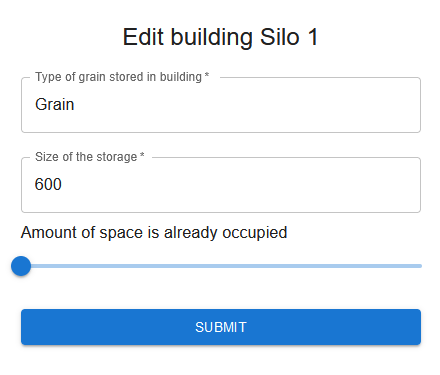 Edit building Silo 1
Type of grain stored in building *
Grain
Size of the storage *
600
Amount of space is already occupied
SUBMIT